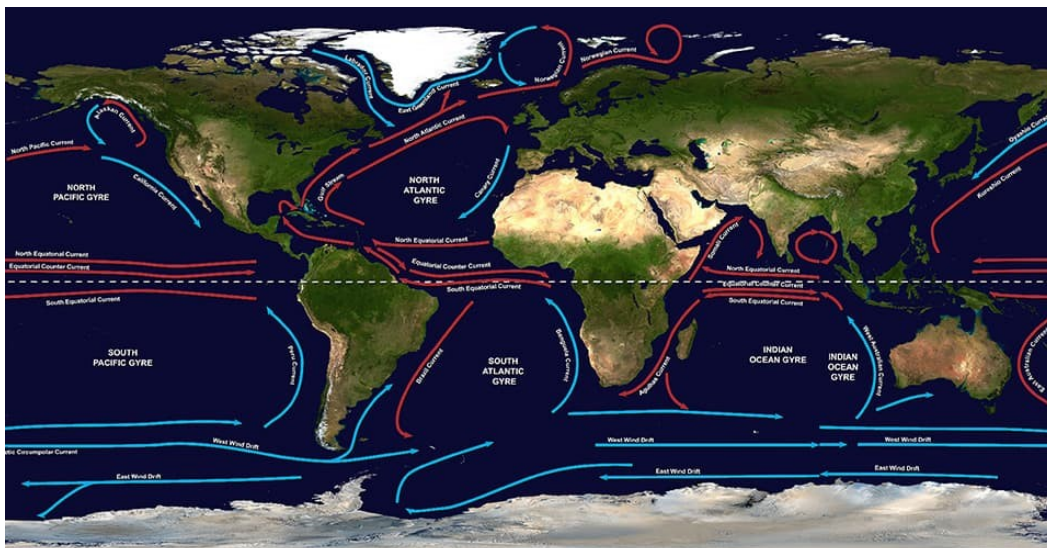 Labrador Current
East Greenland Current
Norwegian Current
Norwegian Current
Alaskan Current
North Pacific Current
California Current
NORTH
PACIFIC GYRE
Gulf Stream
North Atlantic Current
NORTH
ATLANTIC
GYRE
Canary Current
Oyashio Current
Kuroshio Current
North Equatorial Current
Equatorial Counter Current
South Equatorial Current
North Equatorial Current
Equatorial Counter Current
South Equatorial Current
Somali Current
North Equatorial Current
Equatorial Counter Current
South Equatorial Current
SOUTH
PACIFIC GYRE
Peru Current
Brazil Current
SOUTH
ATLANTIC
GYRE
Benguela Current
Agulhas Current
INDIAN
OCEAN GYRE
INDIAN
OCEAN
GYRE
West Australian Current
East Australian Current
West Wind Drift
West Wind Drift
West Wind Drift
tic Circumpolar Current
East Wind Drift
East Wind Drift
East Wind Drift